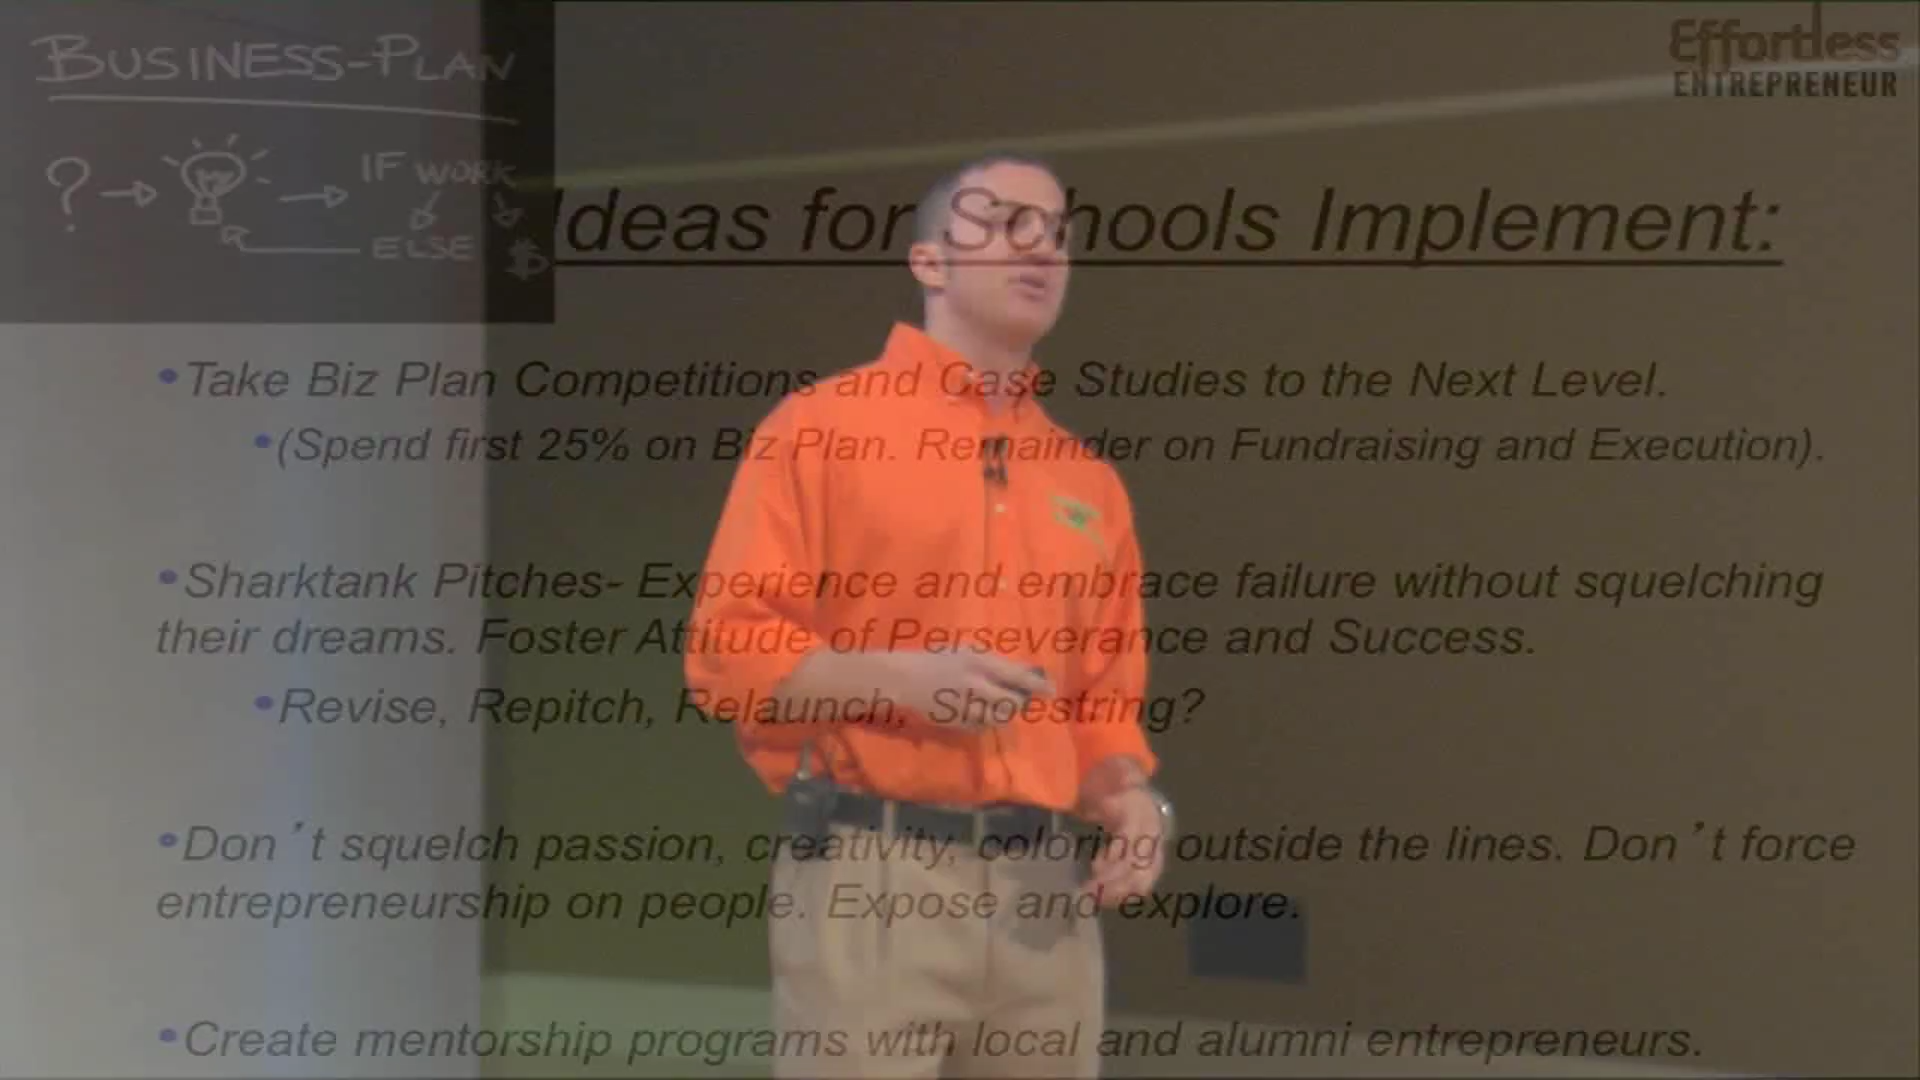 BUSINESS-PLAN
? → → IF WORK
ELSE $
Effortless
ENTREPRENEUR
Ideas for Schools Implement:
•Take Biz Plan Competitions and Case Studies to the Next Level.
•(Spend first 25% on Biz Plan. Remainder on Fundraising and Execution).
•Sharktank Pitches- Experience and embrace failure without squelching
their dreams. Foster Attitude of Perseverance and Success.
•Revise, Repitch, Relaunch, Shoestring?
•Don’t squelch passion, creativity, coloring outside the lines. Don’t force
entrepreneurship on people. Expose and explore.
•Create mentorship programs with local and alumni entrepreneurs.